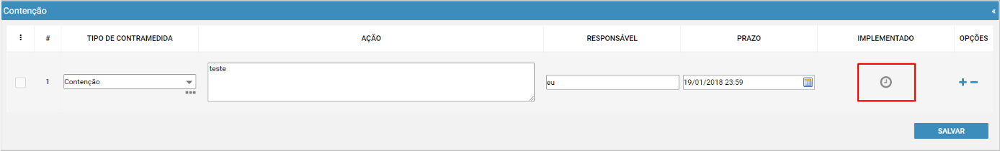 Contenção «
# TIPO DE CONTRAMEDIDA AÇÃO RESPONSÁVEL PRAZO IMPLEMENTADO OPÇÕES
1 Contenção teste eu 19/01/2018 23:59
SALVAR